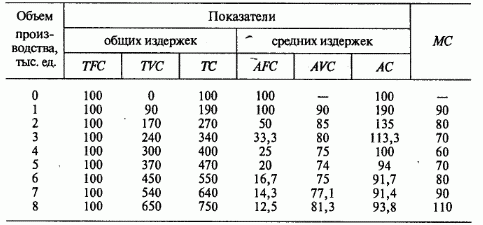 Объем производства, тыс. ед. | Показатели | MC
общих издержек | средних издержек
TFC | TVC | TC | AFC | AVC | AC
0 | 100 | 0 | 100 | 100 | — | 100 | —
1 | 100 | 90 | 190 | 100 | 90 | 190 | 90
2 | 100 | 170 | 270 | 50 | 85 | 135 | 80
3 | 100 | 240 | 340 | 33,3 | 80 | 113,3 | 70
4 | 100 | 300 | 400 | 25 | 75 | 100 | 60
5 | 100 | 370 | 470 | 20 | 74 | 94 | 70
6 | 100 | 450 | 550 | 16,7 | 75 | 91,7 | 80
7 | 100 | 540 | 640 | 14,3 | 77,1 | 91,4 | 90
8 | 100 | 650 | 750 | 12,5 | 81,3 | 93,8 | 110